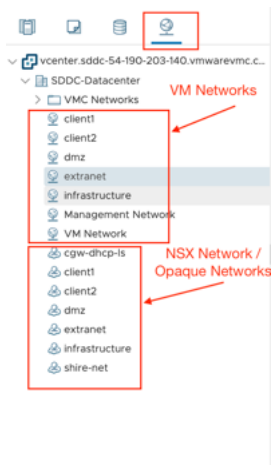 vcenter.sddc-54-190-203-140.vmwarevmc.c...
SDDC-Datacenter
VM Networks
VMC Networks
client1
client2
dmz
extranet
infrastructure
Management Network
VM Network
cgw-dhcp-ls
NSX Network /
Opaque Networks
client1
client2
dmz
extranet
infrastructure
shire-net